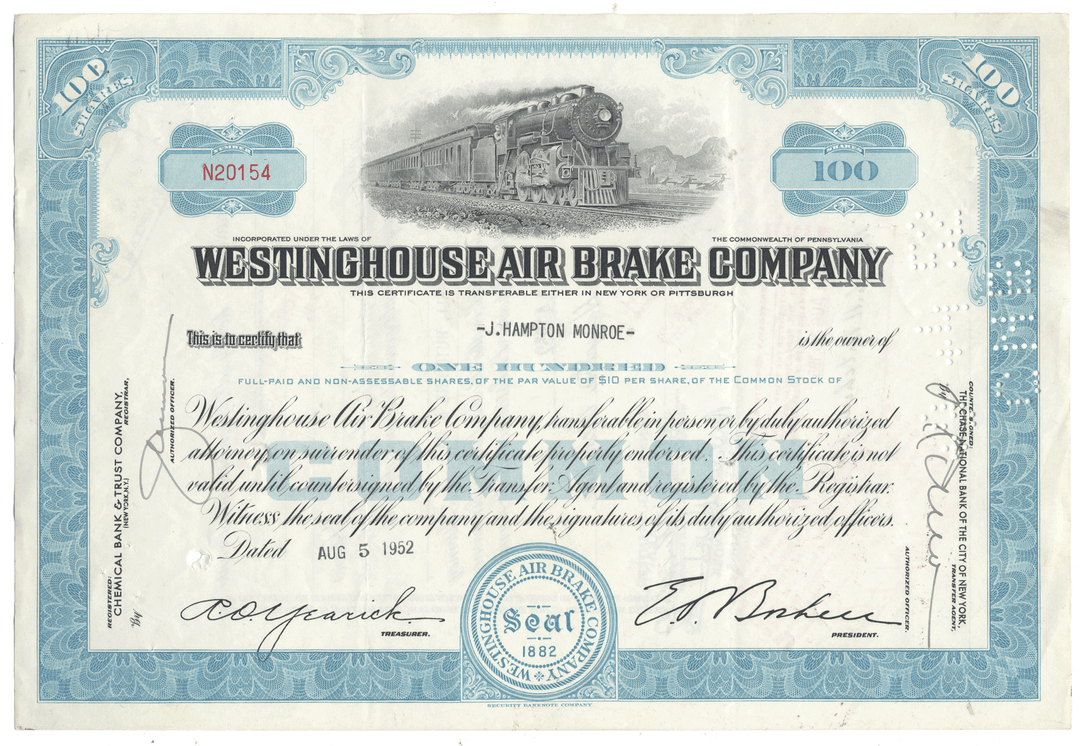 100 SHARES
100 SHARES
NUMBER
N20154
SHARES
100
INCORPORATED UNDER THE LAWS OF THE COMMONWEALTH OF PENNSYLVANIA
WESTINGHOUSE AIR BRAKE COMPANY
THIS CERTIFICATE IS TRANSFERABLE EITHER IN NEW YORK OR PITTSBURGH
This is to certify that -J.HAMPTON MONROE- is the owner of
ONE HUNDRED
FULL-PAID AND NON-ASSESSABLE SHARES, OF THE PAR VALUE OF $10 PER SHARE, OF THE COMMON STOCK OF
Westinghouse Air Brake Company, transferable in person or by duly authorized
attorney, on surrender of this certificate properly endorsed. This certificate is not
valid until countersigned by the Transfer Agent and registered by the Registrar.
Witness the seal of the company and the signatures of its duly authorized officers.
COMMON
Dated AUG 5 1952
R.C. Yearick
TREASURER.
WESTINGHOUSE AIR BRAKE COMPANY
Seal
1882
PRESIDENT.
REGISTERED:
CHEMICAL BANK & TRUST COMPANY,
(NEW YORK, N.Y.) REGISTRAR,
By
AUTHORIZED OFFICER.
COUNTERSIGNED:
THE CHASE NATIONAL BANK OF THE CITY OF NEW YORK,
TRANSFER AGENT,
By
AUTHORIZED OFFICER.
SECURITY BANKNOTE COMPANY